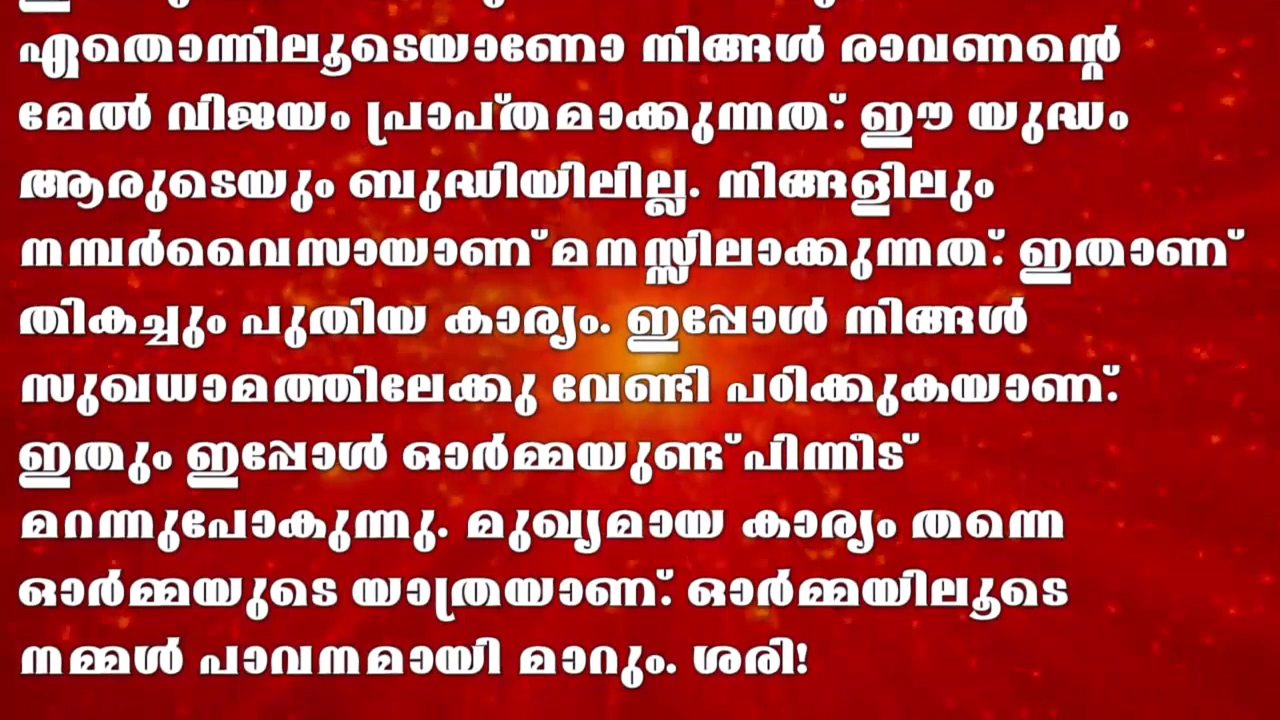 ഏതൊന്നിലൂടെയാണോ നിങ്ങൾ രാവണന്റെ
മേൽ വിജയം പ്രാപ്തമാക്കുന്നത്. ഈ യുദ്ധം
ആരുടെയും ബുദ്ധിയിലില്ല. നിങ്ങളിലും
നമ്പർവൈസായാണ് മനസ്സിലാക്കുന്നത്. ഇതാണ്
തികച്ചും പുതിയ കാര്യം. ഇപ്പോൾ നിങ്ങൾ
സുഖധാമത്തിലേക്കു വേണ്ടി പഠിക്കുകയാണ്.
ഇതും ഇപ്പോൾ ഓർമ്മയുണ്ട് പിന്നീട്
മറന്നുപോകുന്നു. മുഖ്യമായ കാര്യം തന്നെ
ഓർമ്മയുടെ യാത്രയാണ്. ഓർമ്മയിലൂടെ
നമ്മൾ പാവനമായി മാറും. ശരി!